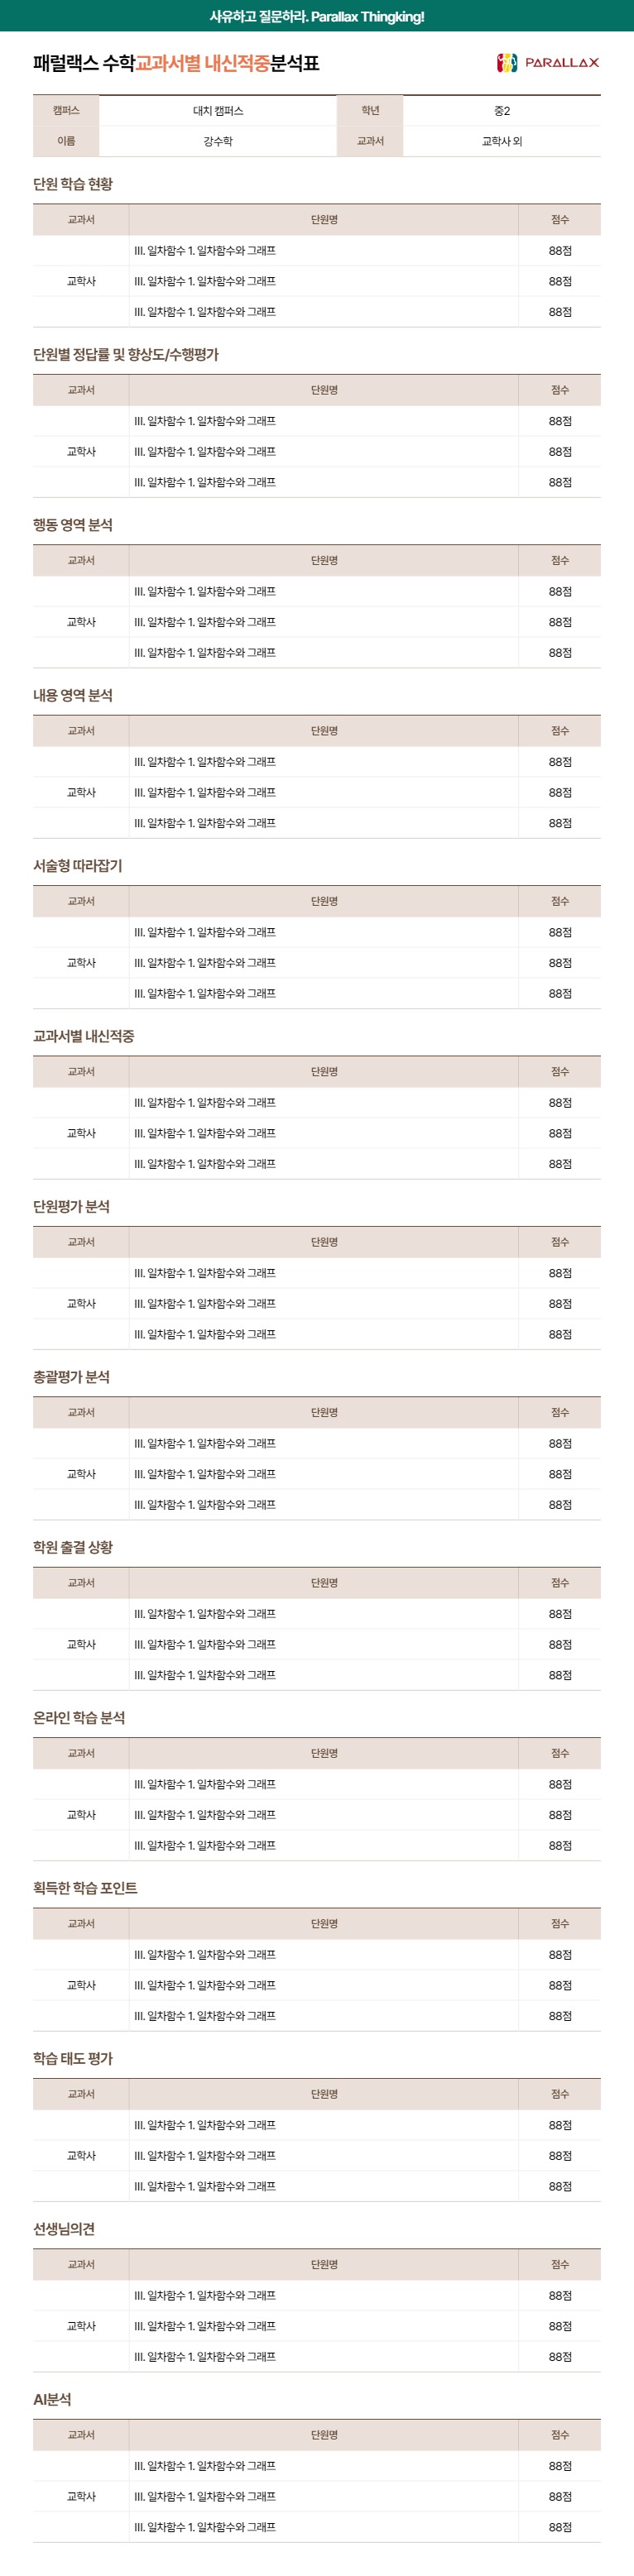 사유하고 질문하라. Parallax Thingking!
패럴랙스 수학교과서별 내신적중분석표
PARALLAX
캠퍼스 대치 캠퍼스 학년 중2
이름 강수학 교과서 교학사 외
단원 학습 현황
교과서 단원명 점수
III. 일차함수 1. 일차함수와 그래프 88점
교학사 III. 일차함수 1. 일차함수와 그래프 88점
III. 일차함수 1. 일차함수와 그래프 88점
단원별 정답률 및 향상도/수행평가
교과서 단원명 점수
III. 일차함수 1. 일차함수와 그래프 88점
교학사 III. 일차함수 1. 일차함수와 그래프 88점
III. 일차함수 1. 일차함수와 그래프 88점
행동 영역 분석
교과서 단원명 점수
III. 일차함수 1. 일차함수와 그래프 88점
교학사 III. 일차함수 1. 일차함수와 그래프 88점
III. 일차함수 1. 일차함수와 그래프 88점
내용 영역 분석
교과서 단원명 점수
III. 일차함수 1. 일차함수와 그래프 88점
교학사 III. 일차함수 1. 일차함수와 그래프 88점
III. 일차함수 1. 일차함수와 그래프 88점
서술형 따라잡기
교과서 단원명 점수
III. 일차함수 1. 일차함수와 그래프 88점
교학사 III. 일차함수 1. 일차함수와 그래프 88점
III. 일차함수 1. 일차함수와 그래프 88점
교과서별 내신적중
교과서 단원명 점수
III. 일차함수 1. 일차함수와 그래프 88점
교학사 III. 일차함수 1. 일차함수와 그래프 88점
III. 일차함수 1. 일차함수와 그래프 88점
단원평가 분석
교과서 단원명 점수
III. 일차함수 1. 일차함수와 그래프 88점
교학사 III. 일차함수 1. 일차함수와 그래프 88점
III. 일차함수 1. 일차함수와 그래프 88점
총괄평가 분석
교과서 단원명 점수
III. 일차함수 1. 일차함수와 그래프 88점
교학사 III. 일차함수 1. 일차함수와 그래프 88점
III. 일차함수 1. 일차함수와 그래프 88점
학원 출결 상황
교과서 단원명 점수
III. 일차함수 1. 일차함수와 그래프 88점
교학사 III. 일차함수 1. 일차함수와 그래프 88점
III. 일차함수 1. 일차함수와 그래프 88점
온라인 학습 분석
교과서 단원명 점수
III. 일차함수 1. 일차함수와 그래프 88점
교학사 III. 일차함수 1. 일차함수와 그래프 88점
III. 일차함수 1. 일차함수와 그래프 88점
획득한 학습 포인트
교과서 단원명 점수
III. 일차함수 1. 일차함수와 그래프 88점
교학사 III. 일차함수 1. 일차함수와 그래프 88점
III. 일차함수 1. 일차함수와 그래프 88점
학습 태도 평가
교과서 단원명 점수
III. 일차함수 1. 일차함수와 그래프 88점
교학사 III. 일차함수 1. 일차함수와 그래프 88점
III. 일차함수 1. 일차함수와 그래프 88점
선생님의견
교과서 단원명 점수
III. 일차함수 1. 일차함수와 그래프 88점
교학사 III. 일차함수 1. 일차함수와 그래프 88점
III. 일차함수 1. 일차함수와 그래프 88점
AI분석
교과서 단원명 점수
III. 일차함수 1. 일차함수와 그래프 88점
교학사 III. 일차함수 1. 일차함수와 그래프 88점
III. 일차함수 1. 일차함수와 그래프 88점